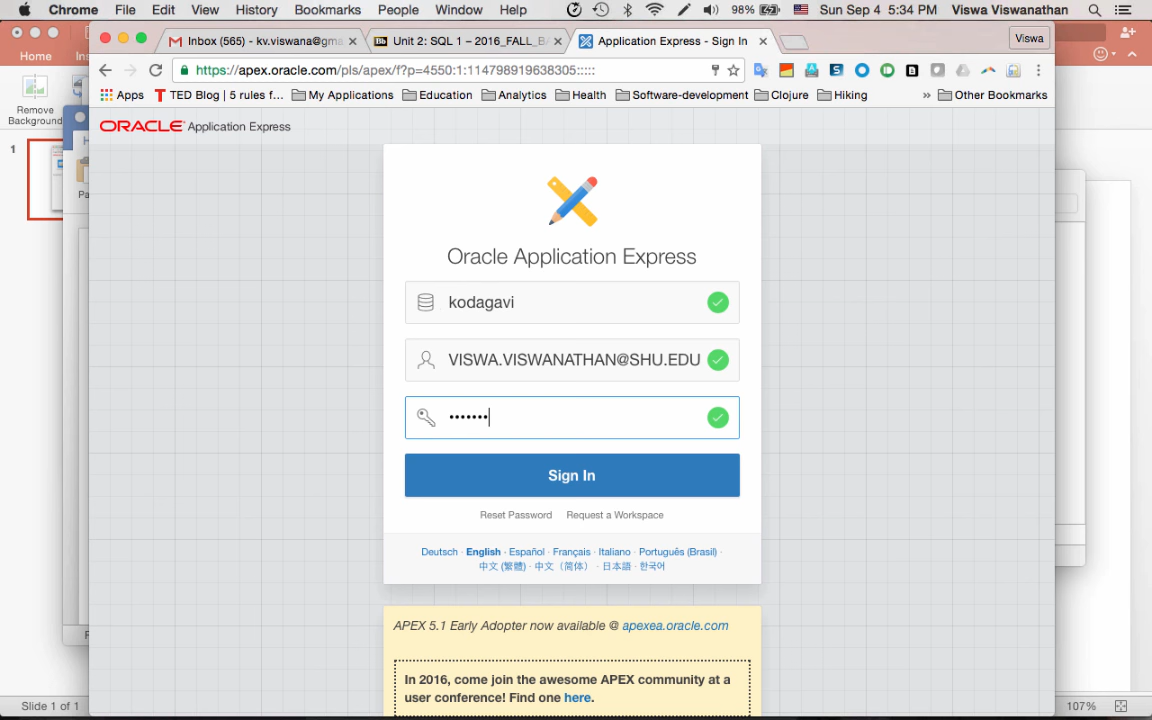 Chrome File Edit View History Bookmarks People Window Help 98% Sun Sep 4 5:34 PM Viswa Viswanathan
Inbox (565) - kv.viswana@gma
Unit 2: SQL 1 – 2016_FALL_BA
Application Express - Sign In
Viswa
https://apex.oracle.com/pls/apex/f?p=4550:1:114798919638305:::::
Apps TED Blog | 5 rules f... My Applications Education Analytics Health Software-development Clojure Hiking » Other Bookmarks
Home
Remove
Background
1
ORACLE Application Express
Oracle Application Express
kodagavi
VISWA.VISWANATHAN@SHU.EDU
•••••••
Sign In
Reset Password Request a Workspace
Deutsch · English · Español · Français · Italiano · Português (Brasil) ·
中文 (繁體) · 中文（简体） · 日本語 · 한국어
APEX 5.1 Early Adopter now available @ apexea.oracle.com
In 2016, come join the awesome APEX community at a
user conference! Find one here.
Slide 1 of 1
107%